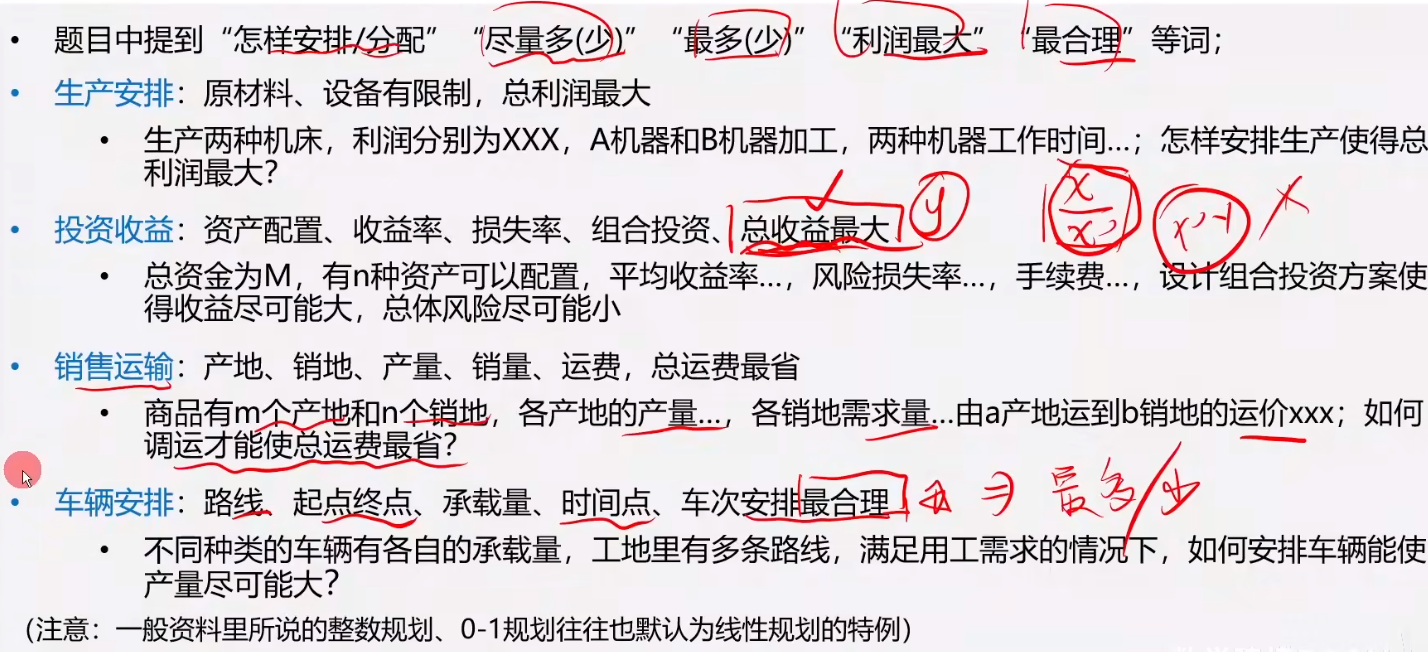 • 题目中提到“怎样安排/分配” “尽量多(少)” “最多(少)” “利润最大” “最合理” 等词；
• 生产安排：原材料、设备有限制，总利润最大
• 生产两种机床，利润分别为XXX，A机器和B机器加工，两种机器工作时间...；怎样安排生产使得总
利润最大？
y x/x x-1
• 投资收益：资产配置、收益率、损失率、组合投资、总收益最大
• 总资金为M，有n种资产可以配置，平均收益率...，风险损失率...，手续费...，设计组合投资方案使
得收益尽可能大，总体风险尽可能小
• 销售运输：产地、销地、产量、销量、运费，总运费最省
• 商品有m个产地和n个销地，各产地的产量...，各销地需求量...由a产地运到b销地的运价xxx；如何
调运才能使总运费最省？
• 车辆安排：路线、起点终点、承载量、时间点、车次安排最合理 ⇒ 最多/少
• 不同种类的车辆有各自的承载量，工地里有多条路线，满足用工需求的情况下，如何安排车辆能使
产量尽可能大？
（注意：一般资料里所说的整数规划、0-1规划往往也默认为线性规划的特例）